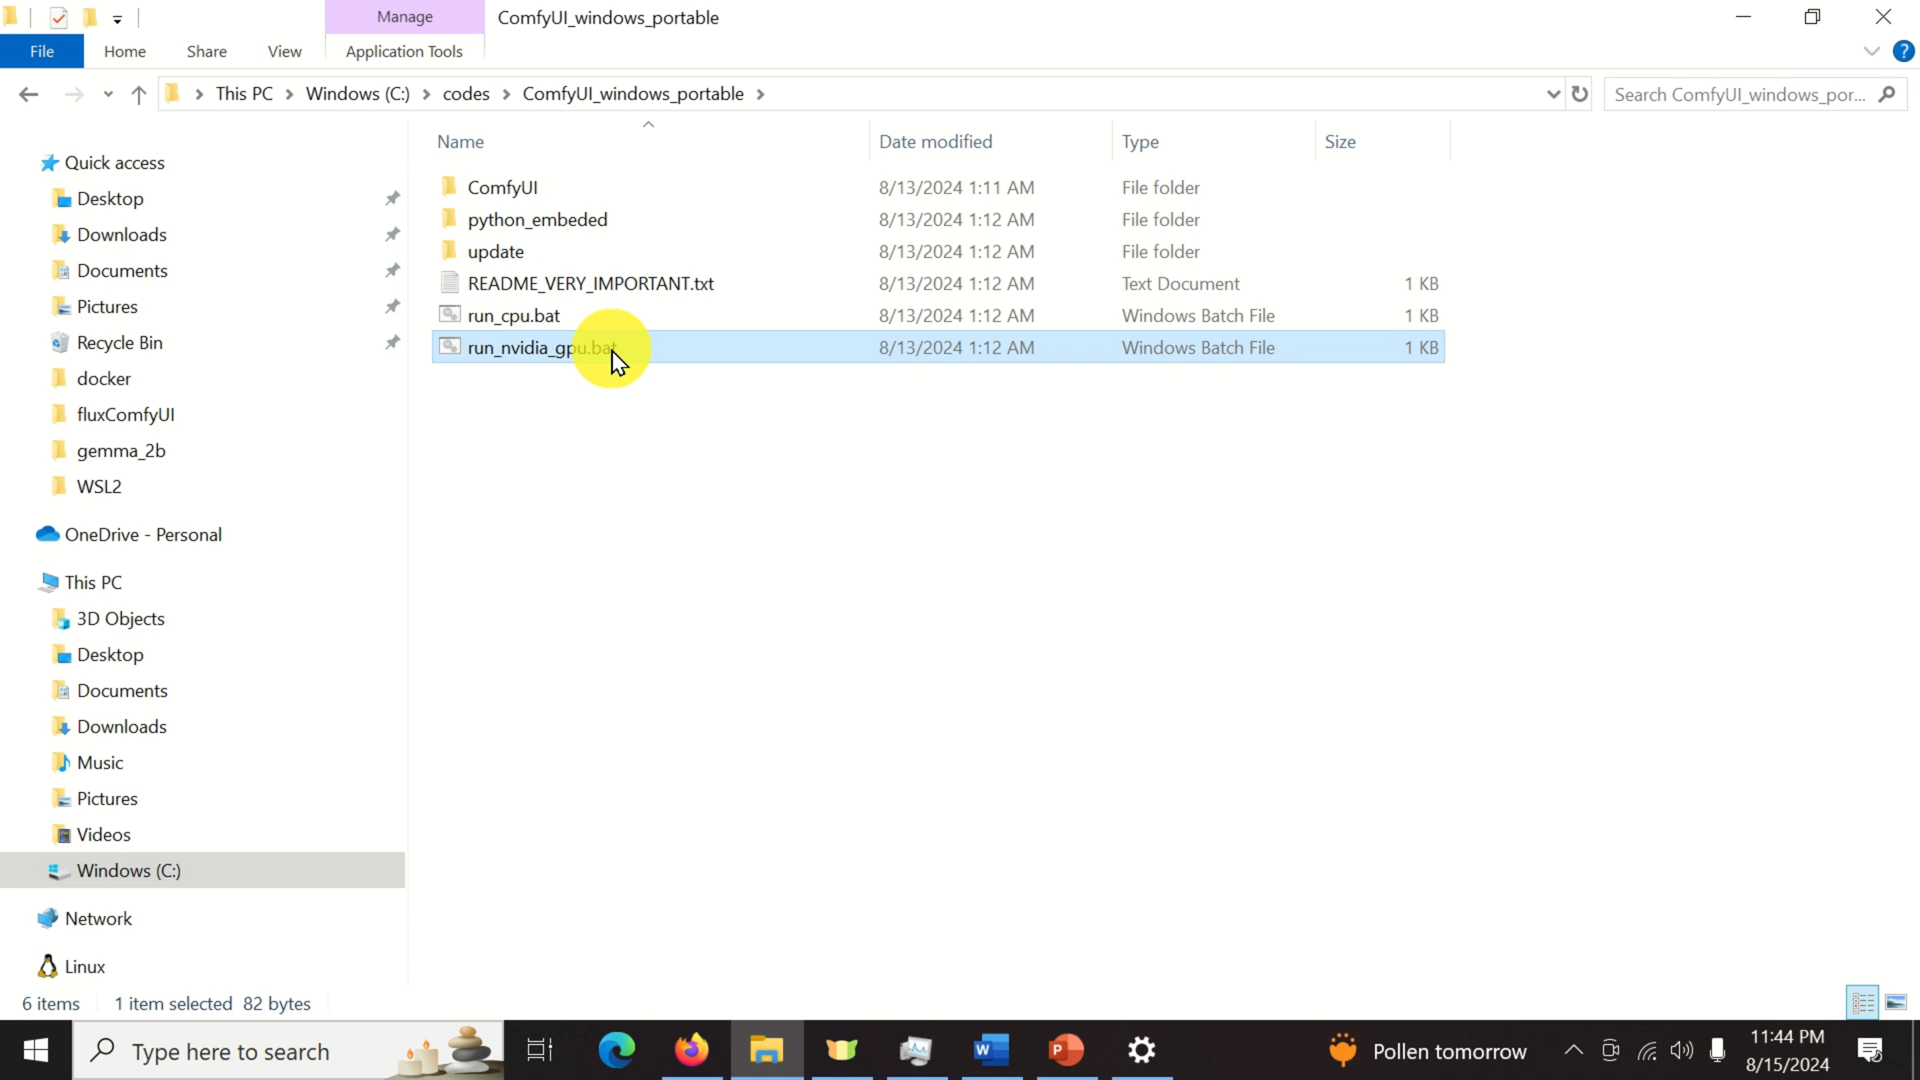 Manage
ComfyUI_windows_portable
File
Home
Share
View
Application Tools
?
This PC
Windows (C:)
codes
ComfyUI_windows_portable
Search ComfyUI_windows_por...
Name
Date modified
Type
Size
Quick access
Desktop
Downloads
Documents
Pictures
Recycle Bin
docker
fluxComfyUI
gemma_2b
WSL2
OneDrive - Personal
This PC
3D Objects
Desktop
Documents
Downloads
Music
Pictures
Videos
Windows (C:)
Network
Linux
ComfyUI 8/13/2024 1:11 AM File folder
python_embeded 8/13/2024 1:12 AM File folder
update 8/13/2024 1:12 AM File folder
README_VERY_IMPORTANT.txt 8/13/2024 1:12 AM Text Document 1 KB
run_cpu.bat 8/13/2024 1:12 AM Windows Batch File 1 KB
run_nvidia_gpu.bat 8/13/2024 1:12 AM Windows Batch File 1 KB
6 items 1 item selected 82 bytes
Type here to search
W
P
Pollen tomorrow
11:44 PM
8/15/2024